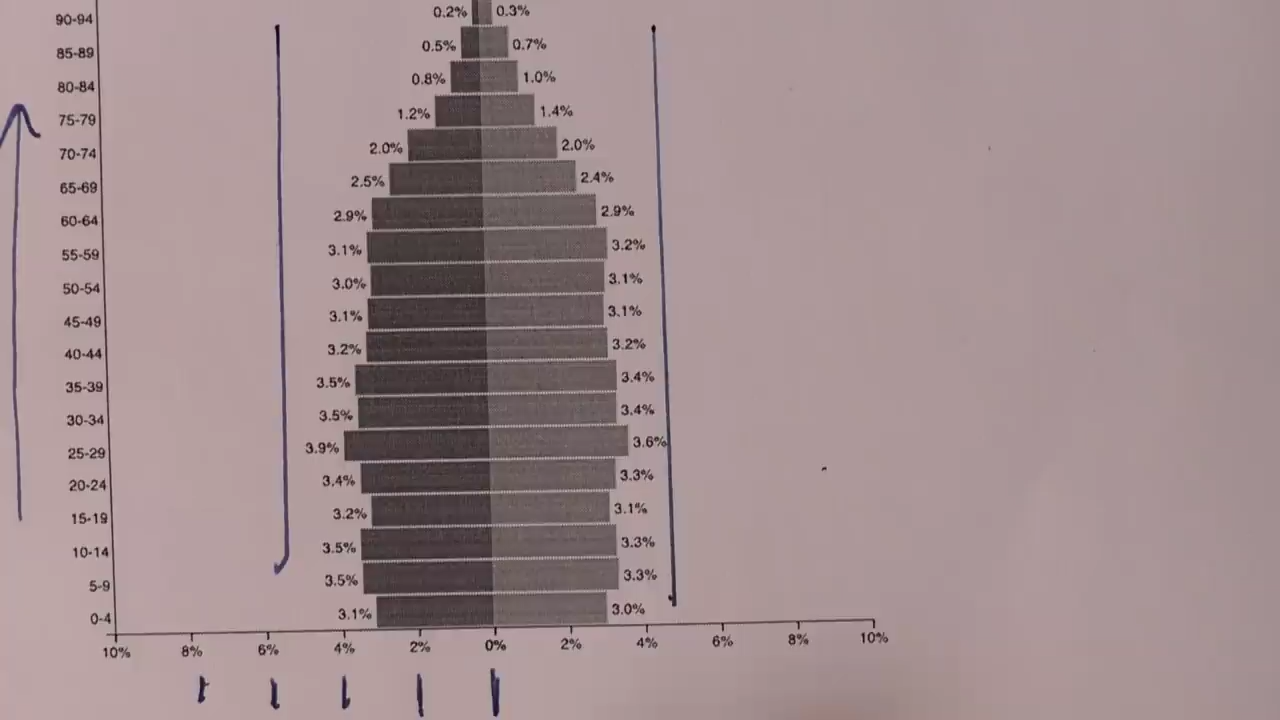 90-94 0.2% 0.3%
85-89 0.5% 0.7%
80-84 0.8% 1.0%
75-79 1.2% 1.4%
70-74 2.0% 2.0%
65-69 2.5% 2.4%
60-64 2.9% 2.9%
55-59 3.1% 3.2%
50-54 3.0% 3.1%
45-49 3.1% 3.1%
40-44 3.2% 3.2%
35-39 3.5% 3.4%
30-34 3.5% 3.4%
25-29 3.9% 3.6%
20-24 3.4% 3.3%
15-19 3.2% 3.1%
10-14 3.5% 3.3%
5-9 3.5% 3.3%
0-4 3.1% 3.0%
10% 8% 6% 4% 2% 0% 2% 4% 6% 8% 10%